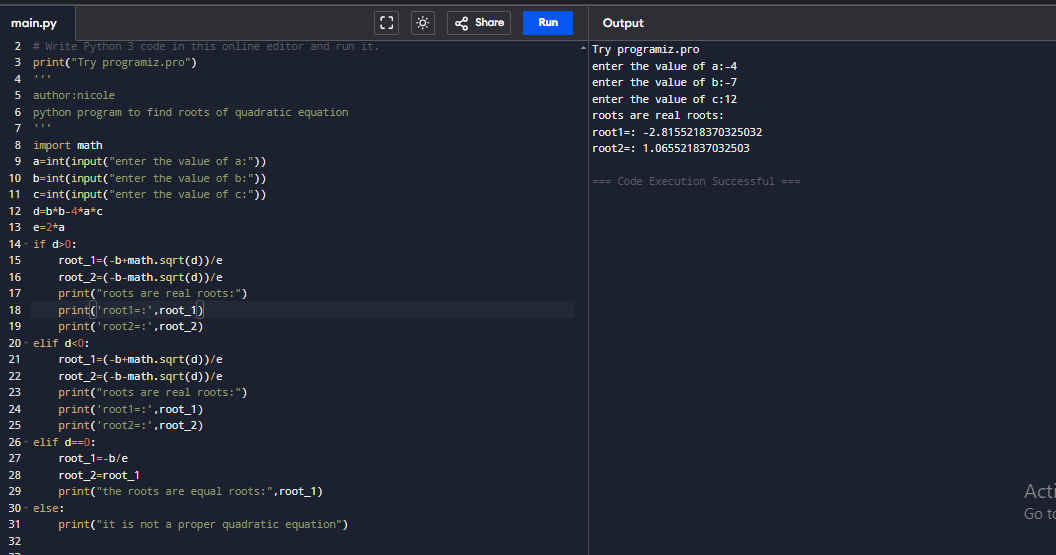 main.py
Share
Run
Output
2 # Write Python 3 code in this online editor and run it.
3 print("Try programiz.pro")
4 '''
5 author:nicole
6 python program to find roots of quadratic equation
7 '''
8 import math
9 a=int(input("enter the value of a:"))
10 b=int(input("enter the value of b:"))
11 c=int(input("enter the value of c:"))
12 d=b*b-4*a*c
13 e=2*a
14 if d>0:
15     root_1=(-b+math.sqrt(d))/e
16     root_2=(-b-math.sqrt(d))/e
17     print("roots are real roots:")
18     print('root1=:',root_1)
19     print('root2=:',root_2)
20 elif d<0:
21     root_1=(-b+math.sqrt(d))/e
22     root_2=(-b-math.sqrt(d))/e
23     print("roots are real roots:")
24     print('root1=:',root_1)
25     print('root2=:',root_2)
26 elif d==0:
27     root_1=-b/e
28     root_2=root_1
29     print("the roots are equal roots:",root_1)
30 else:
31     print("it is not a proper quadratic equation")
32
Try programiz.pro
enter the value of a:-4
enter the value of b:-7
enter the value of c:12
roots are real roots:
root1=: -2.8155218370325032
root2=: 1.065521837032503
=== Code Execution Successful ===
Acti
Go to